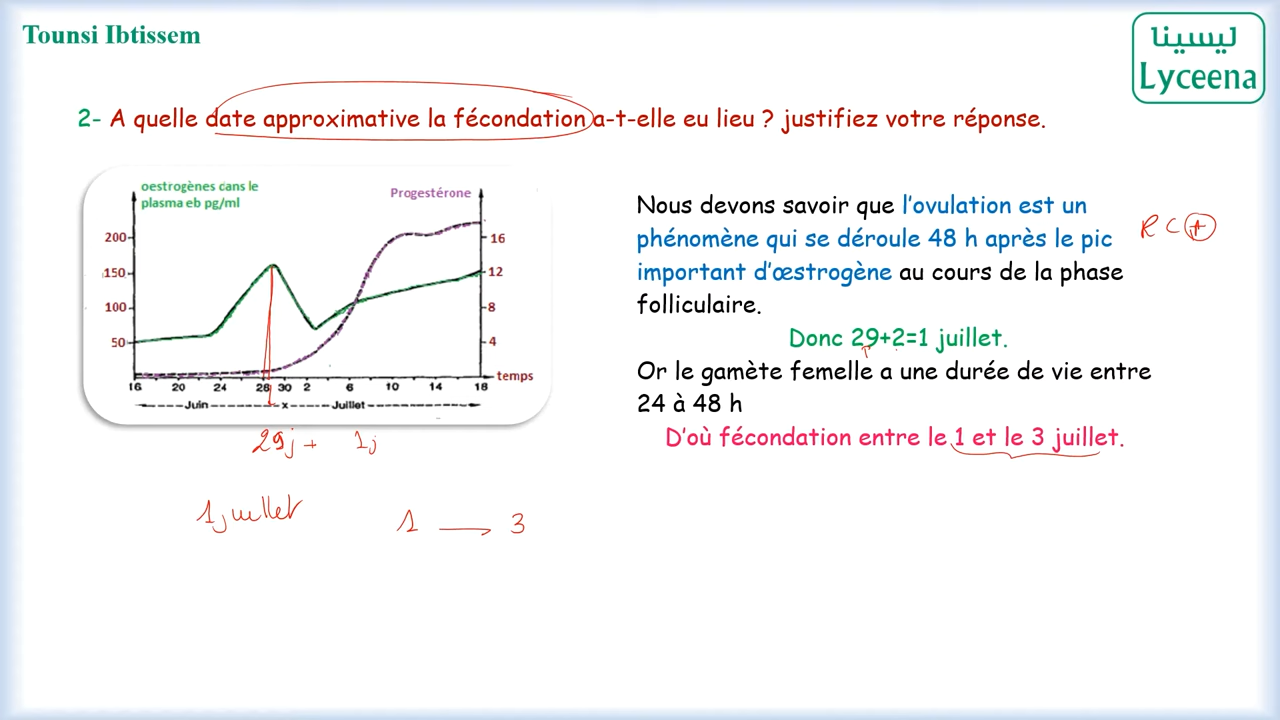 Tounsi Ibtissem
ليسينا
Lyceena
2- A quelle date approximative la fécondation a-t-elle eu lieu ? justifiez votre réponse.
oestrogènes dans le
plasma eb pg/ml
Progestérone
200
150
100
50
16
12
8
4
16 20 24 28 30 2 6 10 14 18
temps
Juin x Juillet
29j + 1j
1 juillet
1 3
Nous devons savoir que l'ovulation est un
phénomène qui se déroule 48 h après le pic
important d'œstrogène au cours de la phase
folliculaire.
Donc 29+2=1 juillet.
Or le gamète femelle a une durée de vie entre
24 à 48 h
D'où fécondation entre le 1 et le 3 juillet.
R C +